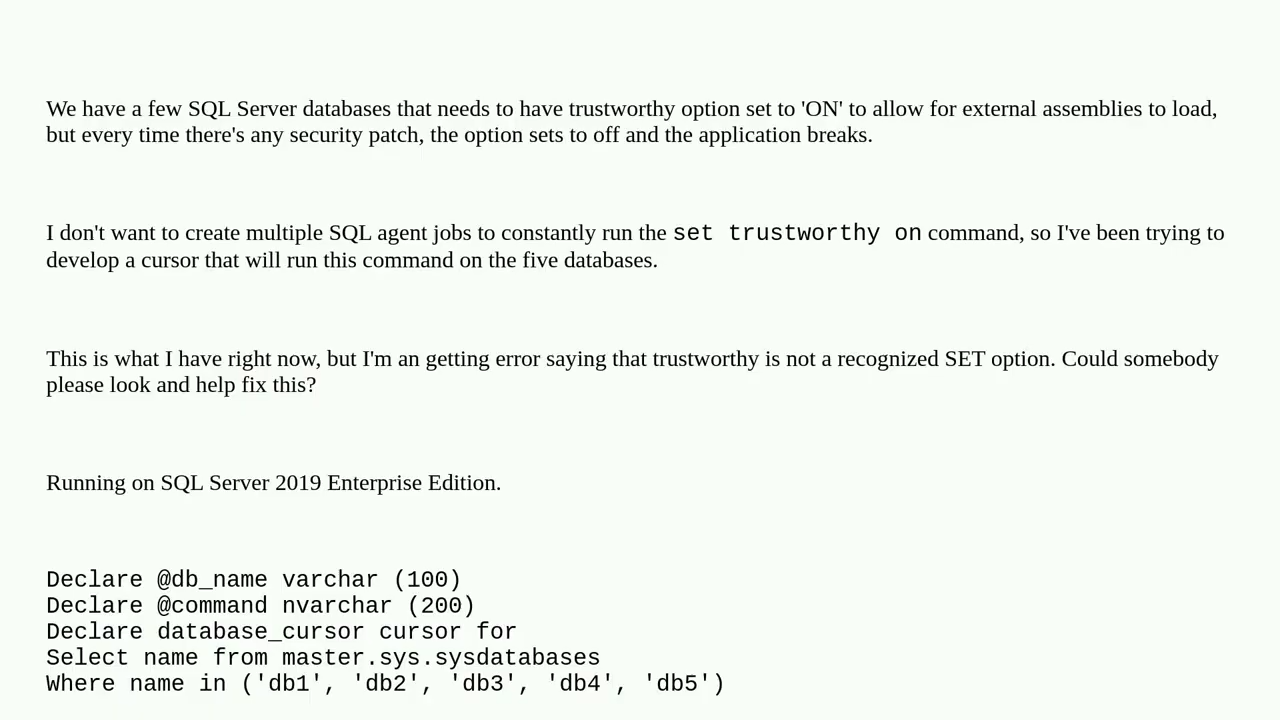 We have a few SQL Server databases that needs to have trustworthy option set to 'ON' to allow for external assemblies to load,
but every time there's any security patch, the option sets to off and the application breaks.
I don't want to create multiple SQL agent jobs to constantly run the set trustworthy on command, so I've been trying to
develop a cursor that will run this command on the five databases.
This is what I have right now, but I'm an getting error saying that trustworthy is not a recognized SET option. Could somebody
please look and help fix this?
Running on SQL Server 2019 Enterprise Edition.
Declare @db_name varchar (100)
Declare @command nvarchar (200)
Declare database_cursor cursor for
Select name from master.sys.sysdatabases
Where name in ('db1', 'db2', 'db3', 'db4', 'db5')